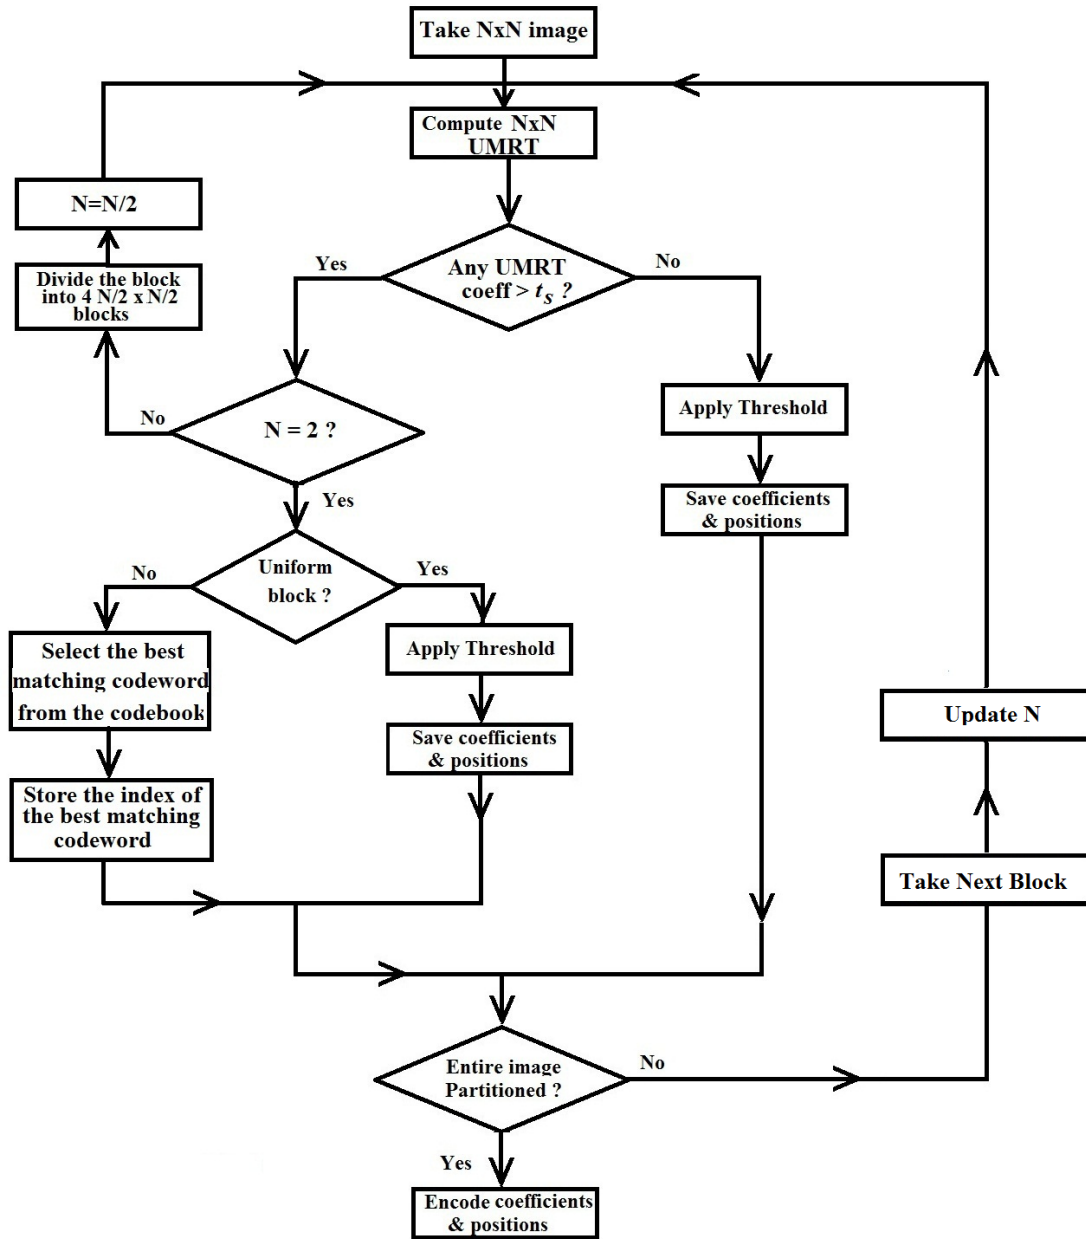 Take NxN image
Compute NxN
UMRT
N=N/2
Divide the block
into 4 N/2 x N/2
blocks
Yes
Any UMRT
coeff > ts ?
No
No
N = 2 ?
Apply Threshold
Yes
Save coefficients
& positions
No
Uniform
block ?
Yes
Select the best
matching codeword
from the codebook
Apply Threshold
Save coefficients
& positions
Update N
Store the index of
the best matching
codeword
Take Next Block
Entire image
Partitioned ?
No
Yes
Encode coefficients
& positions